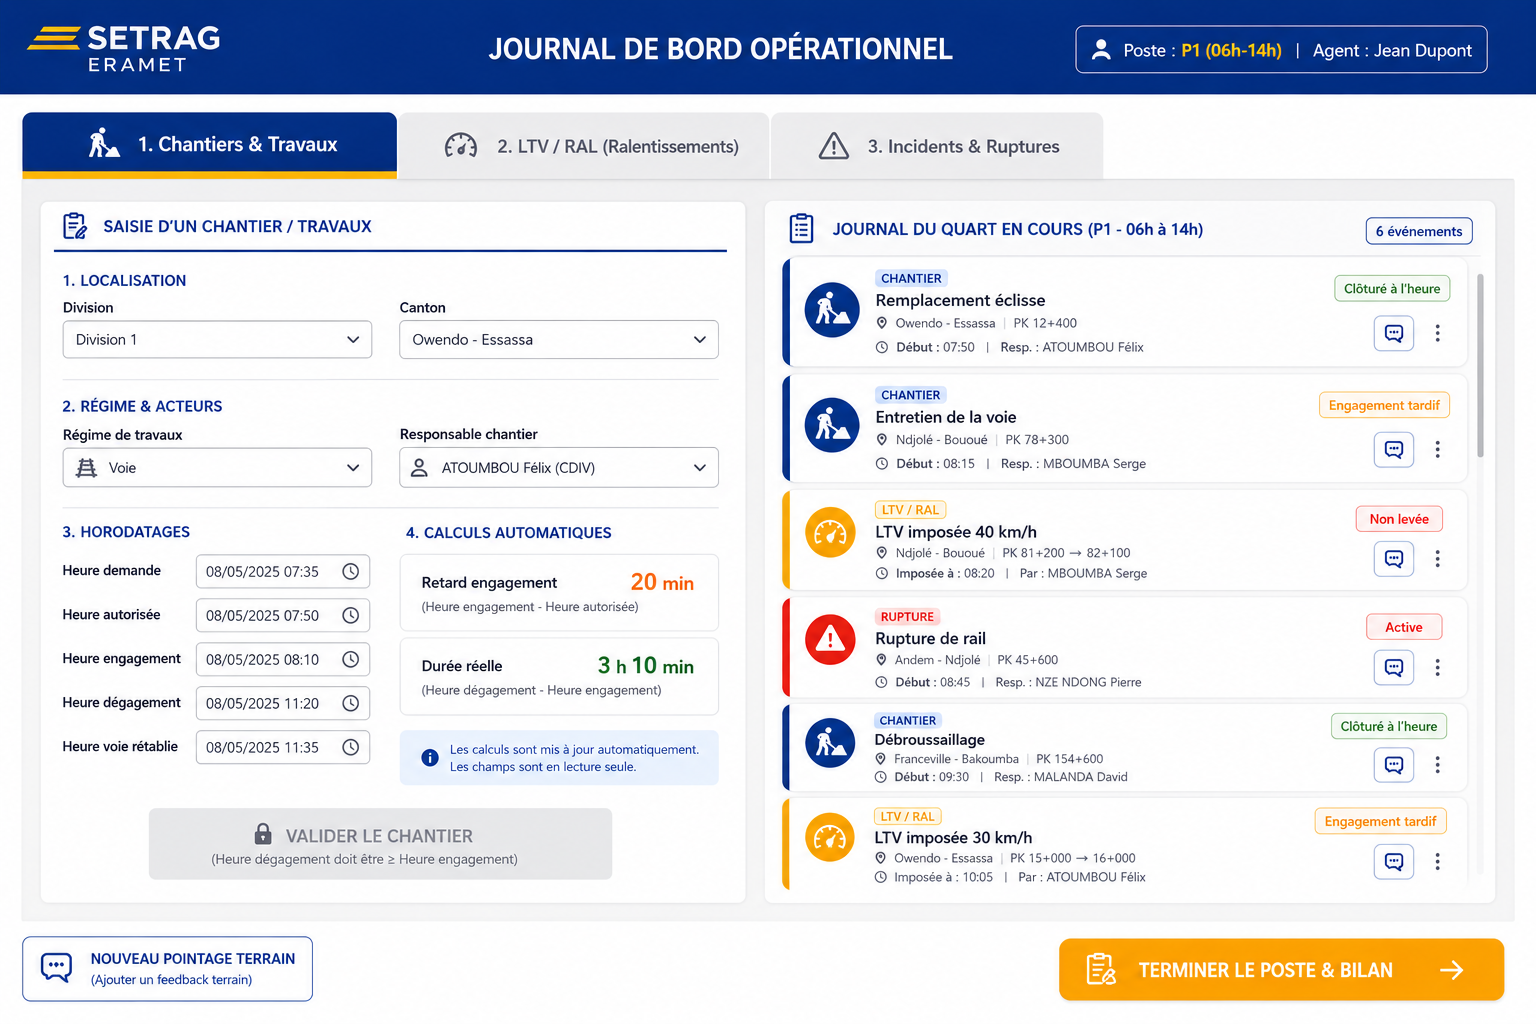 SETRAG
ERAMET
JOURNAL DE BORD OPÉRATIONNEL
Poste : P1 (06h-14h) | Agent : Jean Dupont
1. Chantiers & Travaux
2. LTV / RAL (Ralentissements)
3. Incidents & Ruptures
SAISIE D'UN CHANTIER / TRAVAUX
1. LOCALISATION
Division
Canton
Division 1
Owendo - Essassa
2. RÉGIME & ACTEURS
Régime de travaux
Responsable chantier
Voie
ATOUMBOU Félix (CDIV)
3. HORODATAGES
Heure demande
08/05/2025 07:35
Heure autorisée
08/05/2025 07:50
Heure engagement
08/05/2025 08:10
Heure dégagement
08/05/2025 11:20
Heure voie rétablie
08/05/2025 11:35
4. CALCULS AUTOMATIQUES
Retard engagement
20 min
(Heure engagement - Heure autorisée)
Durée réelle
3 h 10 min
(Heure dégagement - Heure engagement)
Les calculs sont mis à jour automatiquement.
Les champs sont en lecture seule.
VALIDER LE CHANTIER
(Heure dégagement doit être ≥ Heure engagement)
JOURNAL DU QUART EN COURS (P1 - 06h à 14h)
6 événements
CHANTIER
Remplacement éclisse
Owendo - Essassa | PK 12+400
Début : 07:50 | Resp. : ATOUMBOU Félix
Clôturé à l'heure
CHANTIER
Entretien de la voie
Ndjolé - Bououé | PK 78+300
Début : 08:15 | Resp. : MBOUMBA Serge
Engagement tardif
LTV / RAL
LTV imposée 40 km/h
Ndjolé - Bououé | PK 81+200 → 82+100
Imposée à : 08:20 | Par : MBOUMBA Serge
Non levée
RUPTURE
Rupture de rail
Andem - Ndjolé | PK 45+600
Début : 08:45 | Resp. : NZE NDONG Pierre
Active
CHANTIER
Débroussaillage
Franceville - Bakoumba | PK 154+600
Début : 09:30 | Resp. : MALANDA David
Clôturé à l'heure
LTV / RAL
LTV imposée 30 km/h
Owendo - Essassa | PK 15+000 → 16+000
Imposée à : 10:05 | Par : ATOUMBOU Félix
Engagement tardif
NOUVEAU POINTAGE TERRAIN
(Ajouter un feedback terrain)
TERMINER LE POSTE & BILAN